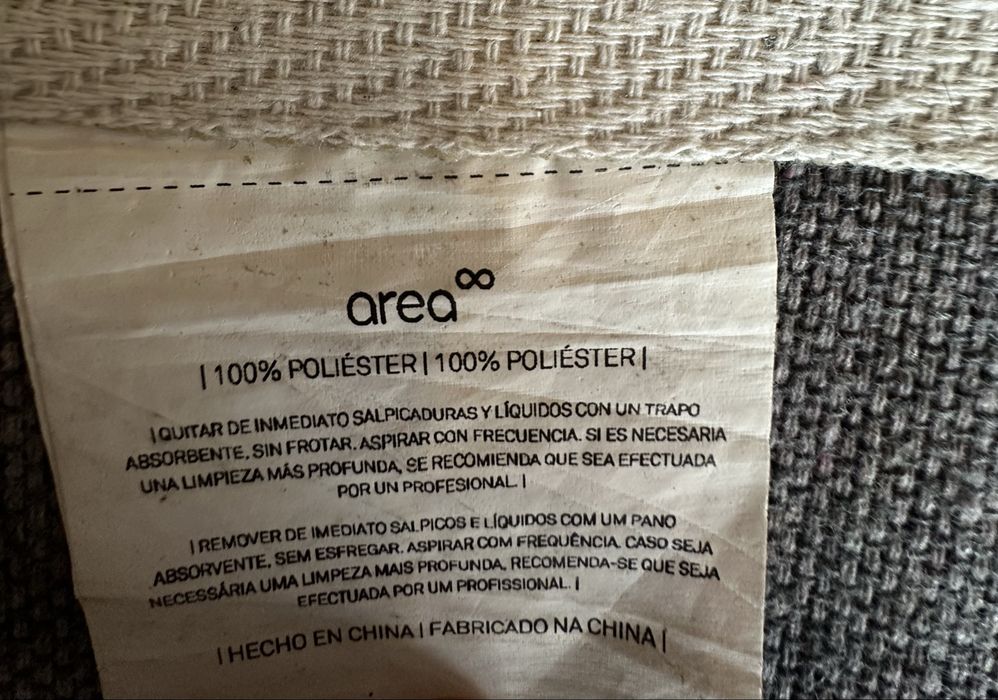 area∞
| 100% POLIÉSTER | 100% POLIÉSTER |
| QUITAR DE INMEDIATO SALPICADURAS Y LÍQUIDOS CON UN TRAPO
ABSORBENTE, SIN FROTAR. ASPIRAR CON FRECUENCIA. SI ES NECESARIA
UNA LIMPIEZA MÁS PROFUNDA, SE RECOMIENDA QUE SEA EFECTUADA
POR UN PROFESIONAL. |
| REMOVER DE IMEDIATO SALPICOS E LÍQUIDOS COM UM PANO
ABSORVENTE, SEM ESFREGAR. ASPIRAR COM FREQUÊNCIA. CASO SEJA
NECESSÁRIA UMA LIMPEZA MAIS PROFUNDA, RECOMENDA-SE QUE SEJA
EFECTUADA POR UM PROFISSIONAL. |
| HECHO EN CHINA | FABRICADO NA CHINA |